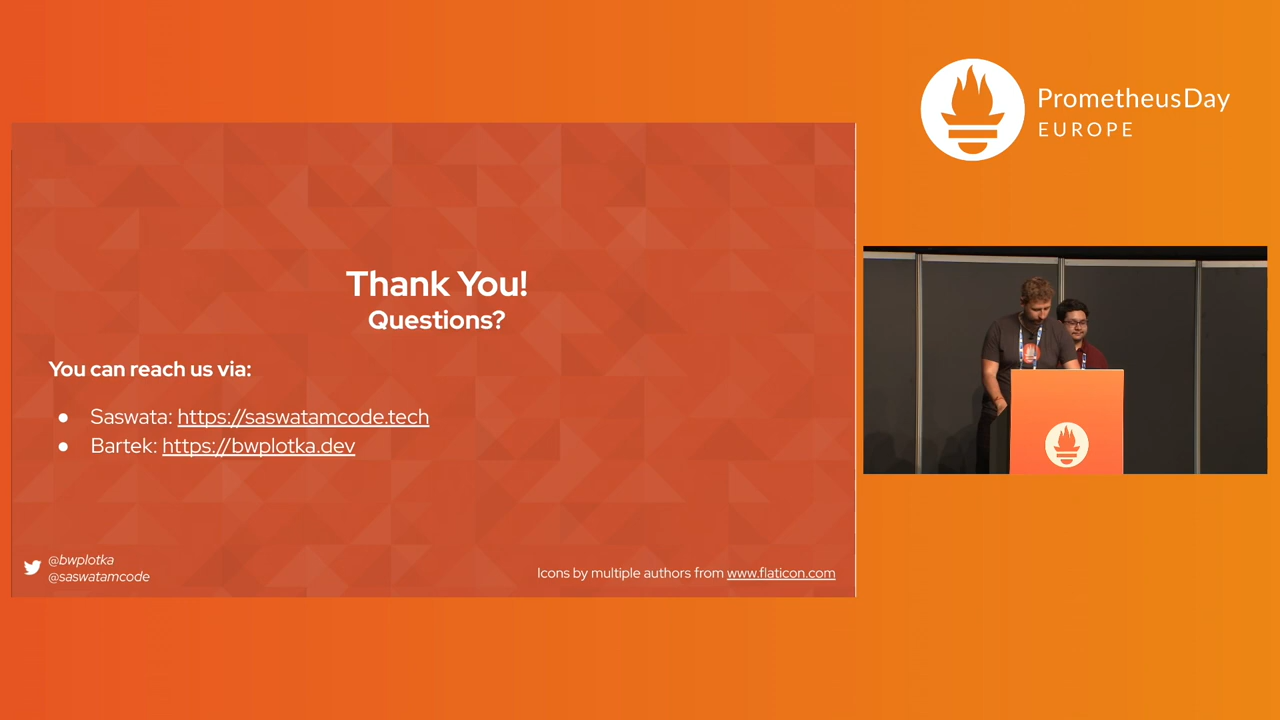 PrometheusDay
EUROPE
Thank You!
Questions?
You can reach us via:
● Saswata: https://saswatamcode.tech
● Bartek: https://bwplotka.dev
@bwplotka
@saswatamcode
Icons by multiple authors from www.flaticon.com